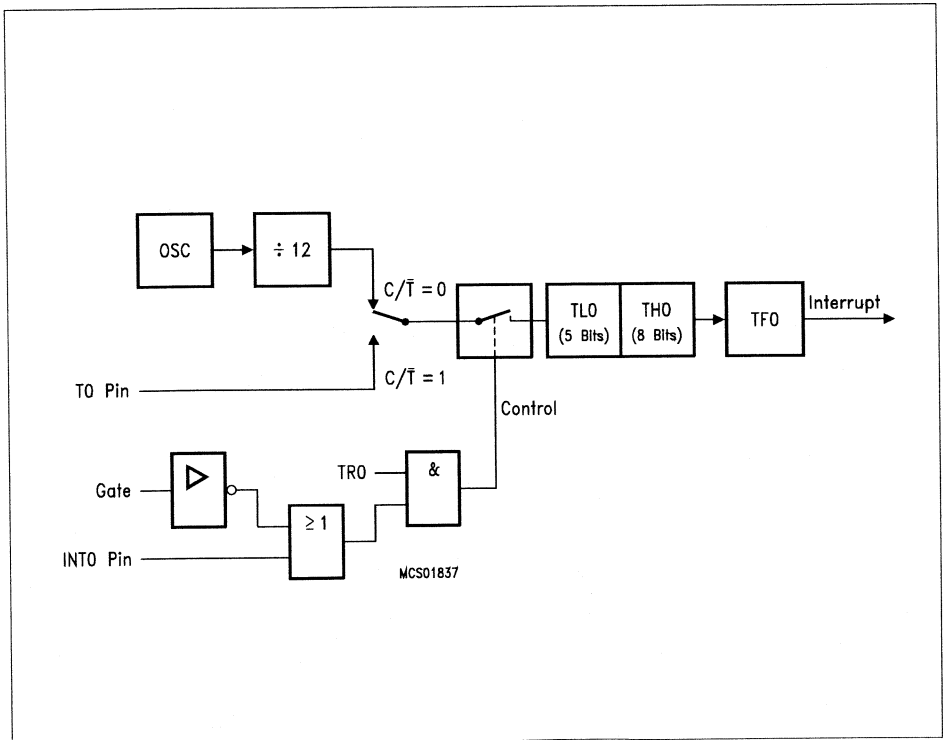 OSC
÷ 12
C/T̅ = 0
TL0
(5 Bits)
TH0
(8 Bits)
TF0
Interrupt
T0 Pin
C/T̅ = 1
Control
Gate
TR0
&
≥ 1
INT0 Pin
MCS01837